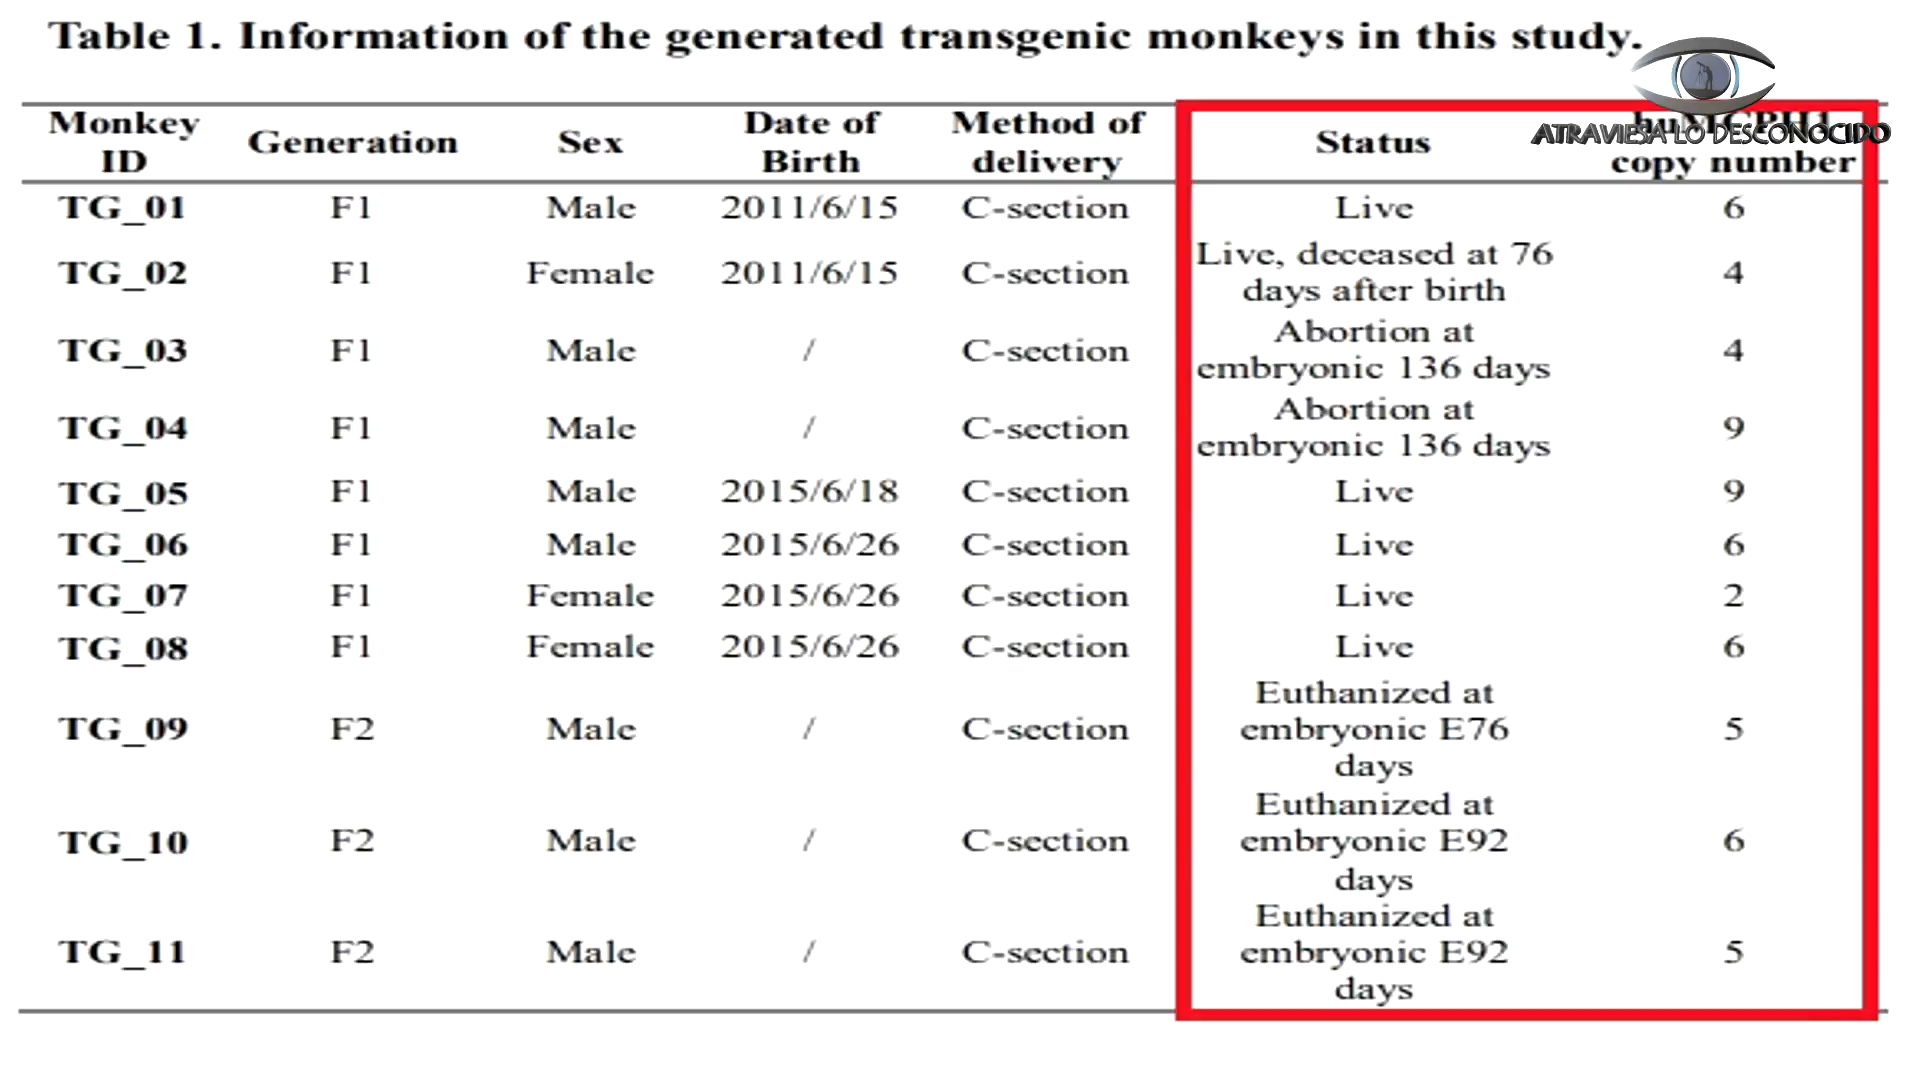 Table 1. Information of the generated transgenic monkeys in this study.
ATRAVIESA LO DESCONOCIDO
Monkey ID Generation Sex Date of Birth Method of delivery Status huMCPH1 copy number
TG_01 F1 Male 2011/6/15 C-section Live 6
TG_02 F1 Female 2011/6/15 C-section Live, deceased at 76 days after birth 4
TG_03 F1 Male / C-section Abortion at embryonic 136 days 4
TG_04 F1 Male / C-section Abortion at embryonic 136 days 9
TG_05 F1 Male 2015/6/18 C-section Live 9
TG_06 F1 Male 2015/6/26 C-section Live 6
TG_07 F1 Female 2015/6/26 C-section Live 2
TG_08 F1 Female 2015/6/26 C-section Live 6
TG_09 F2 Male / C-section Euthanized at embryonic E76 days 5
TG_10 F2 Male / C-section Euthanized at embryonic E92 days 6
TG_11 F2 Male / C-section Euthanized at embryonic E92 days 5